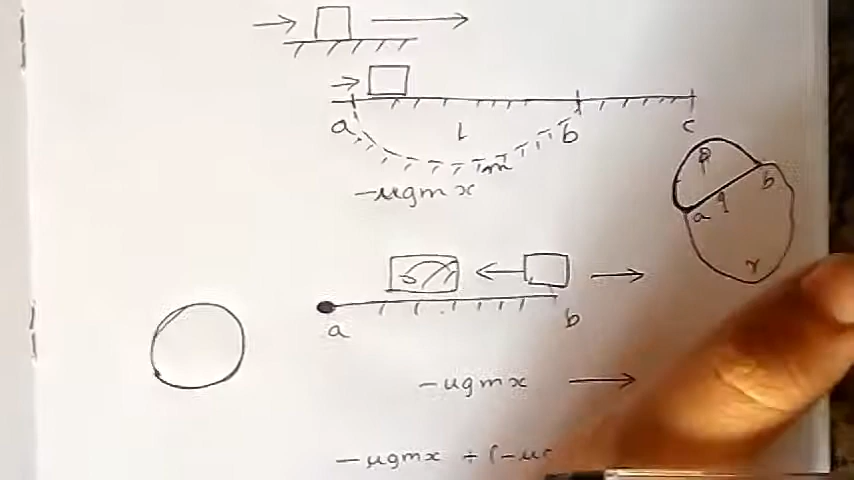 a l b c
m
-μgmx
p
b
a q
r
a b
-μgmx
-μgmx + (-μ